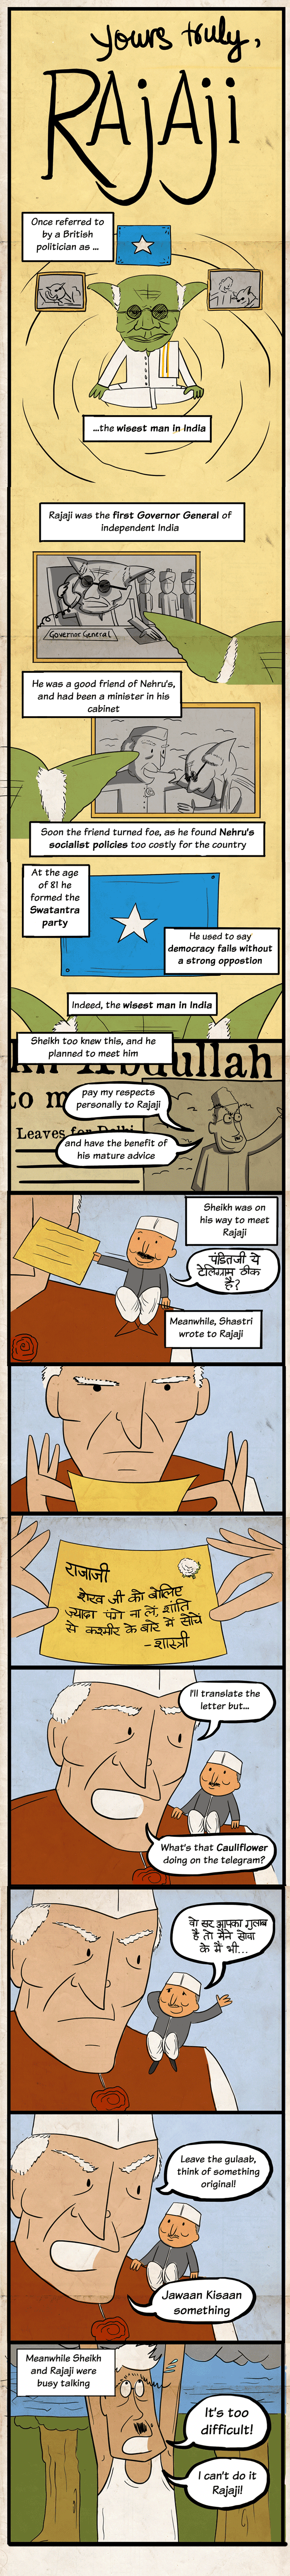 yours truly,
RAjAji
Once referred to
by a British
politician as ...
...the wisest man in India
Rajaji was the first Governor General of
independent India
Governor General
He was a good friend of Nehru's,
and had been a minister in his
cabinet
Soon the friend turned foe, as he found Nehru's
socialist policies too costly for the country
At the age
of 81 he
formed the
Swatantra
party
He used to say
democracy fails without
a strong oppostion
Indeed, the wisest man in India
Sheikh too knew this, and he
planned to meet him
to m
Leaves for Delhi
pay my respects
personally to Rajaji
and have the benefit of
his mature advice
Sheikh was on
his way to meet
Rajaji
पंडितजी ये
टेलिग्राम ठीक
है?
Meanwhile, Shastri
wrote to Rajaji
राजाजी
शेख जी को बोलिए
ज़्यादा पंगे ना लें, शांति
से कश्मीर के बारे में सोचें
- शास्त्री
I'll translate the
letter but...
What's that Caulilflower
doing on the telegram?
वो सर आपका गुलाब
है तो मैंने सोचा
के मैं भी...
Leave the gulaab,
think of something
original!
Jawaan Kisaan
something
Meanwhile Sheikh
and Rajaji were
busy talking
It's too
difficult!
I can't do it
Rajaji!